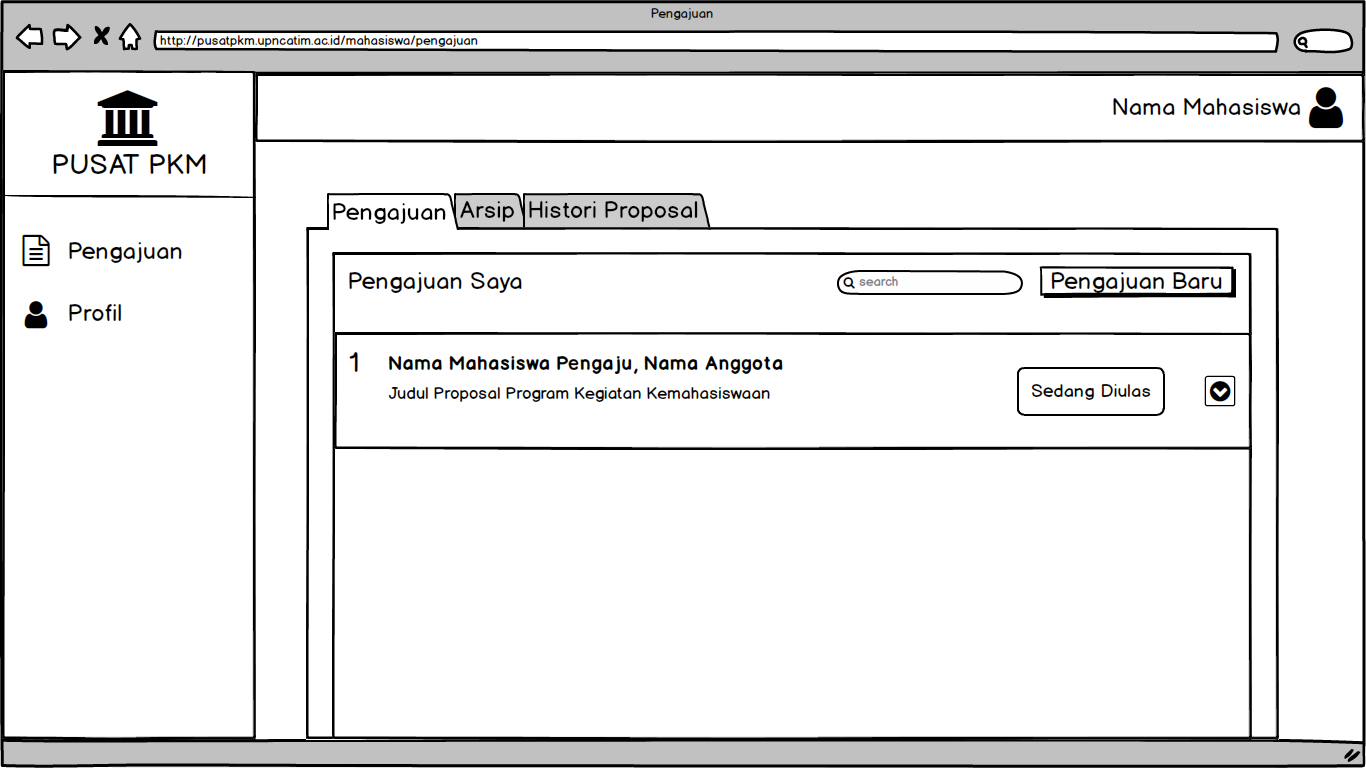 Pengajuan
http://pusatpkm.upncatim.ac.id/mahasiswa/pengajuan
Nama Mahasiswa
PUSAT PKM
Pengajuan
Profil
Pengajuan Arsip Histori Proposal
Pengajuan Saya search Pengajuan Baru
1 Nama Mahasiswa Pengaju, Nama Anggota
Judul Proposal Program Kegiatan Kemahasiswaan
Sedang Diulas